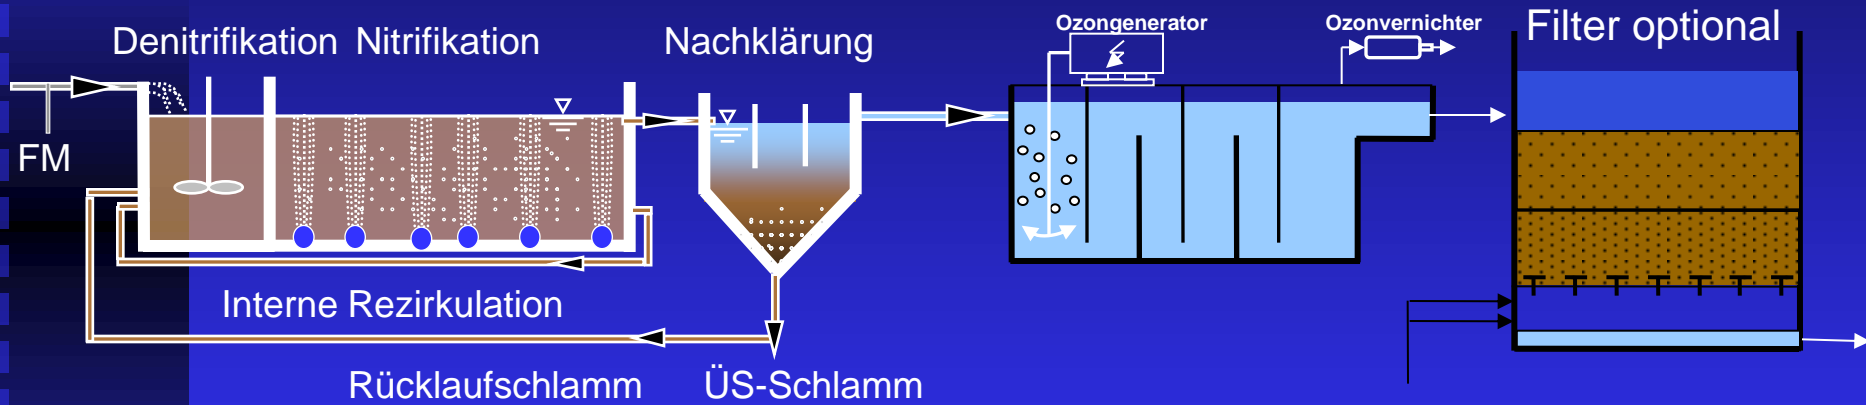 Denitrifikation Nitrifikation
Nachklärung
Ozongenerator
Ozonvernichter
Filter optional
FM
Interne Rezirkulation
Rücklaufschlamm
ÜS-Schlamm